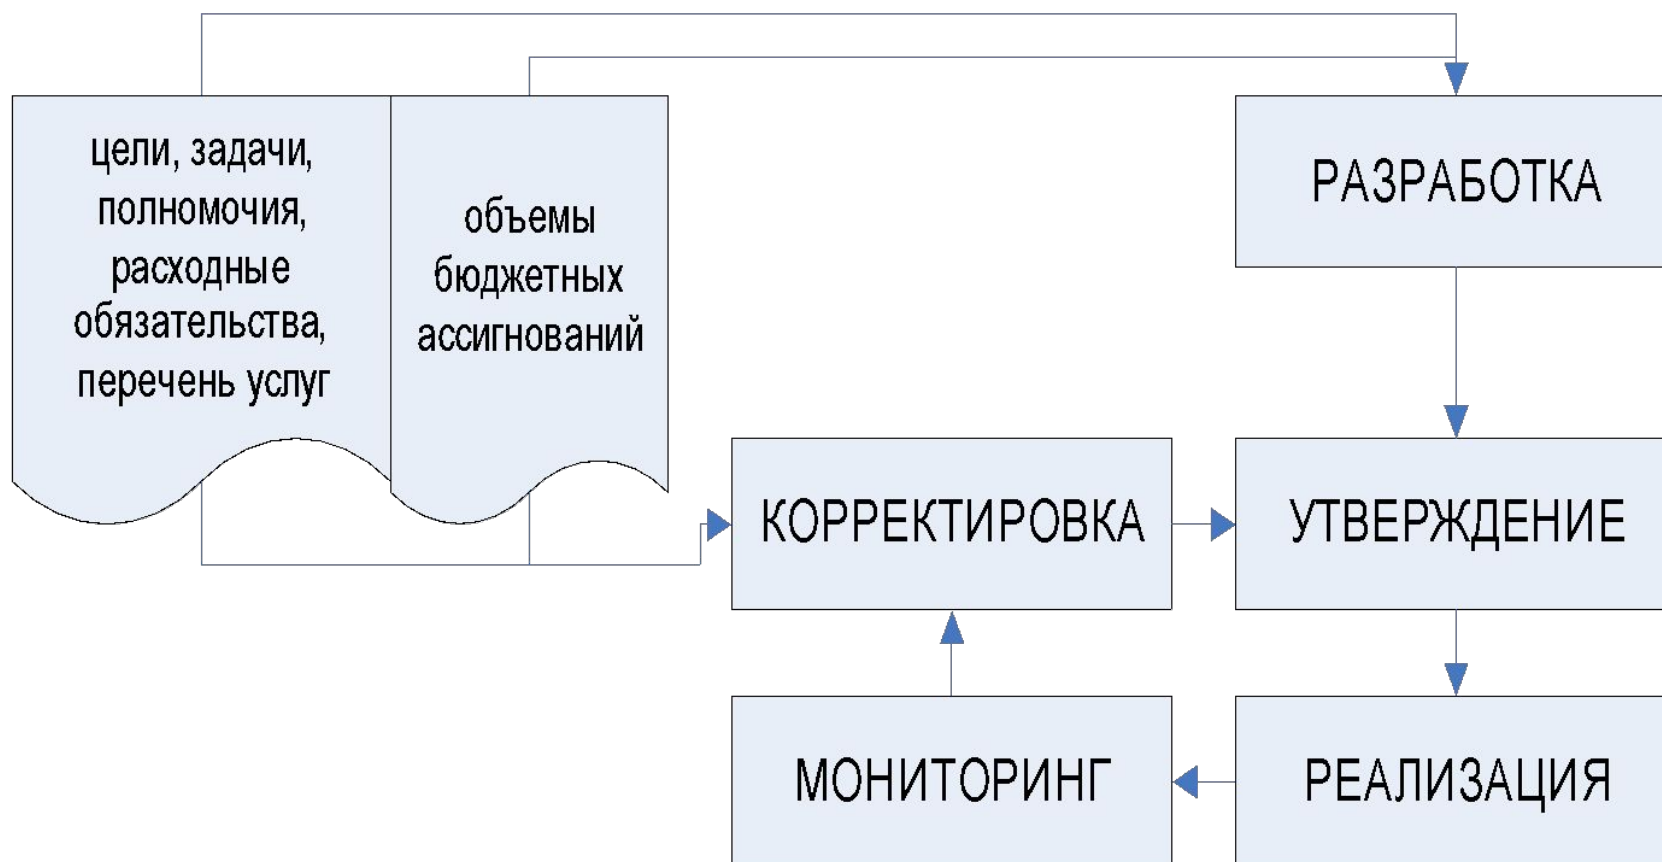 цели, задачи,
полномочия,
расходные
обязательства,
перечень услуг
объемы
бюджетных
ассигнований
РАЗРАБОТКА
КОРРЕКТИРОВКА
УТВЕРЖДЕНИЕ
МОНИТОРИНГ
РЕАЛИЗАЦИЯ